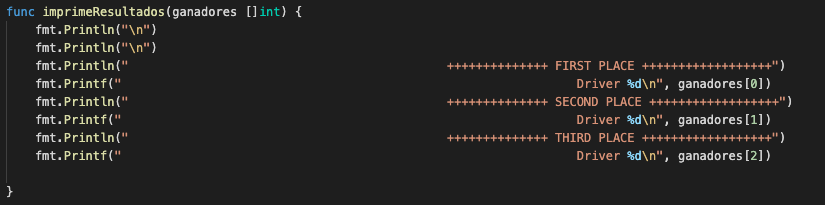 func imprimeResultados(ganadores []int) {
    fmt.Println("\n")
    fmt.Println("\n")
    fmt.Println("                                            ++++++++++++++ FIRST PLACE ++++++++++++++++++")
    fmt.Printf("                                                              Driver %d\n", ganadores[0])
    fmt.Println("                                            ++++++++++++++ SECOND PLACE ++++++++++++++++++")
    fmt.Printf("                                                              Driver %d\n", ganadores[1])
    fmt.Println("                                            ++++++++++++++ THIRD PLACE ++++++++++++++++++")
    fmt.Printf("                                                              Driver %d\n", ganadores[2])
}